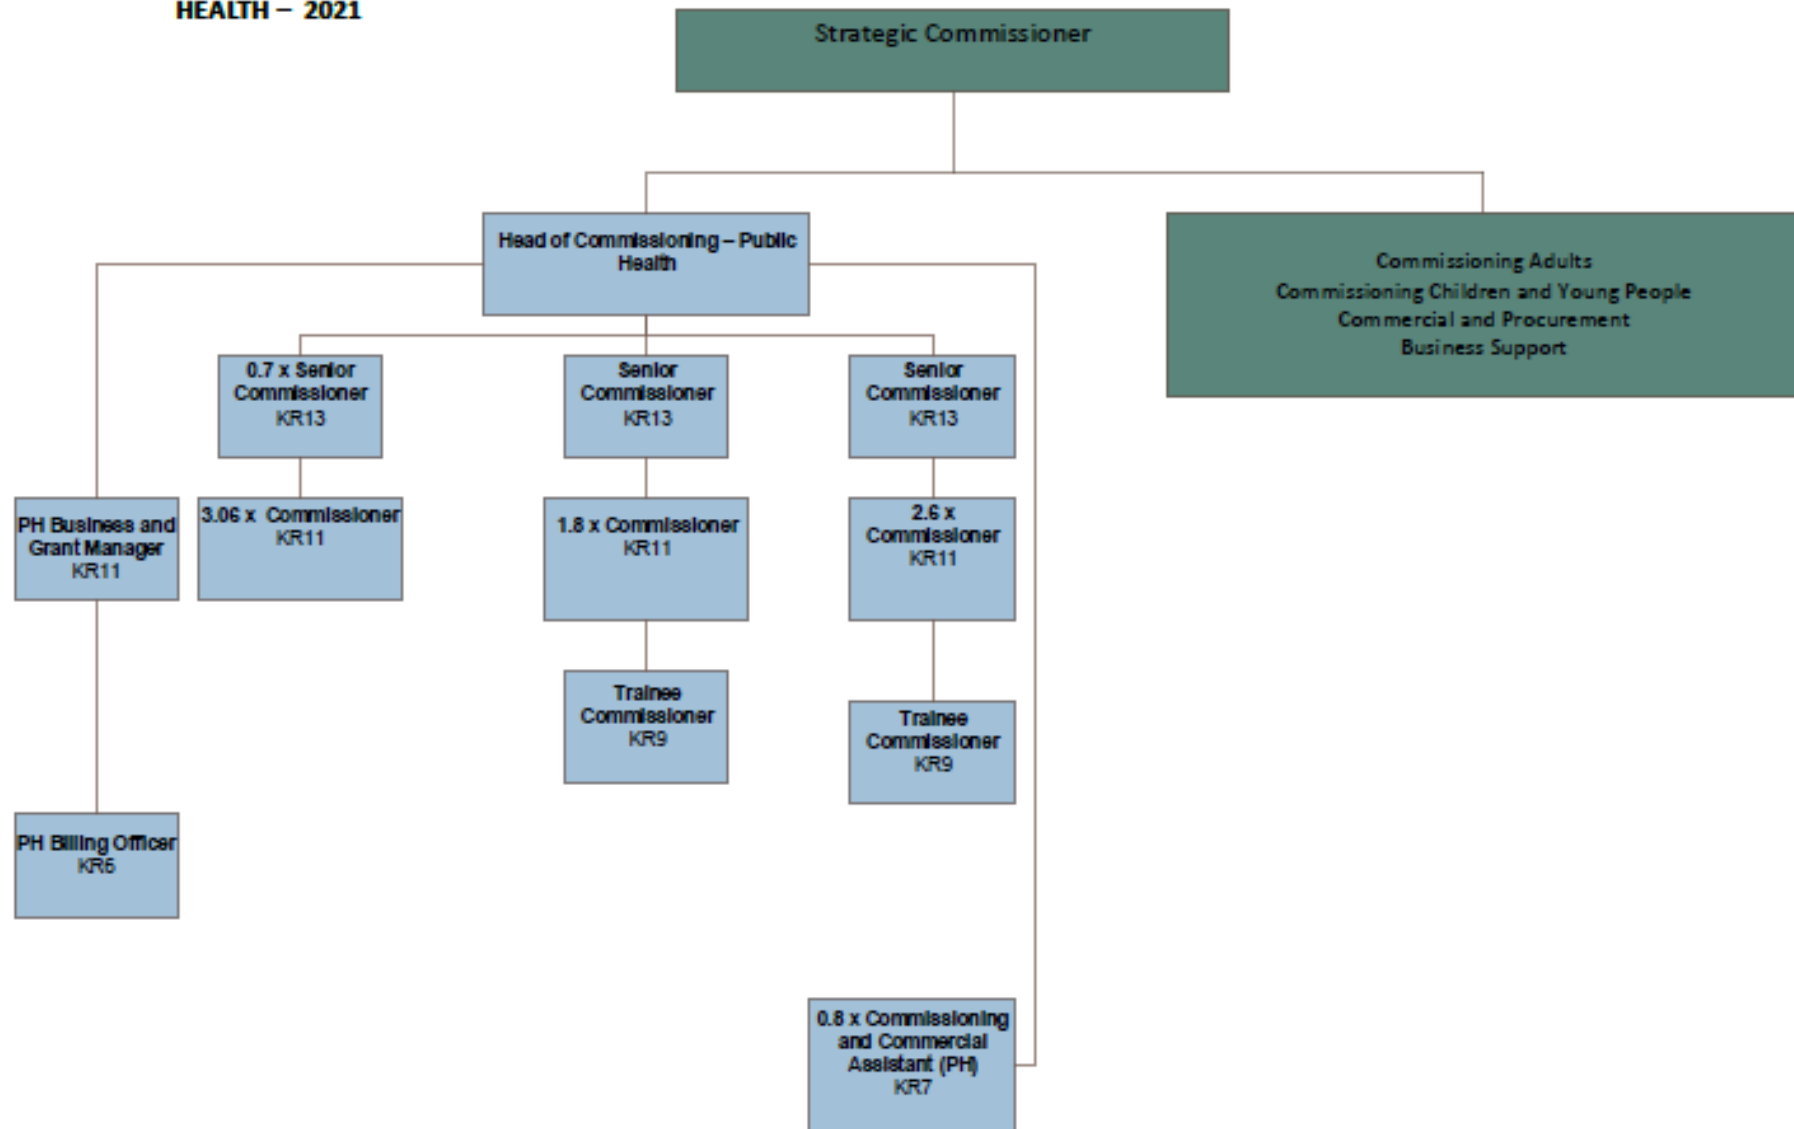 HEALTH – 2021
Strategic Commissioner
Head of Commissioning – Public
Health
Commissioning Adults
Commissioning Children and Young People
Commercial and Procurement
Business Support
0.7 x Senior
Commissioner
KR13
Senior
Commissioner
KR13
Senior
Commissioner
KR13
PH Business and
Grant Manager
KR11
3.06 x Commissioner
KR11
1.8 x Commissioner
KR11
2.6 x
Commissioner
KR11
Trainee
Commissioner
KR9
Trainee
Commissioner
KR9
PH Billing Officer
KR6
0.8 x Commissioning
and Commercial
Assistant (PH)
KR7